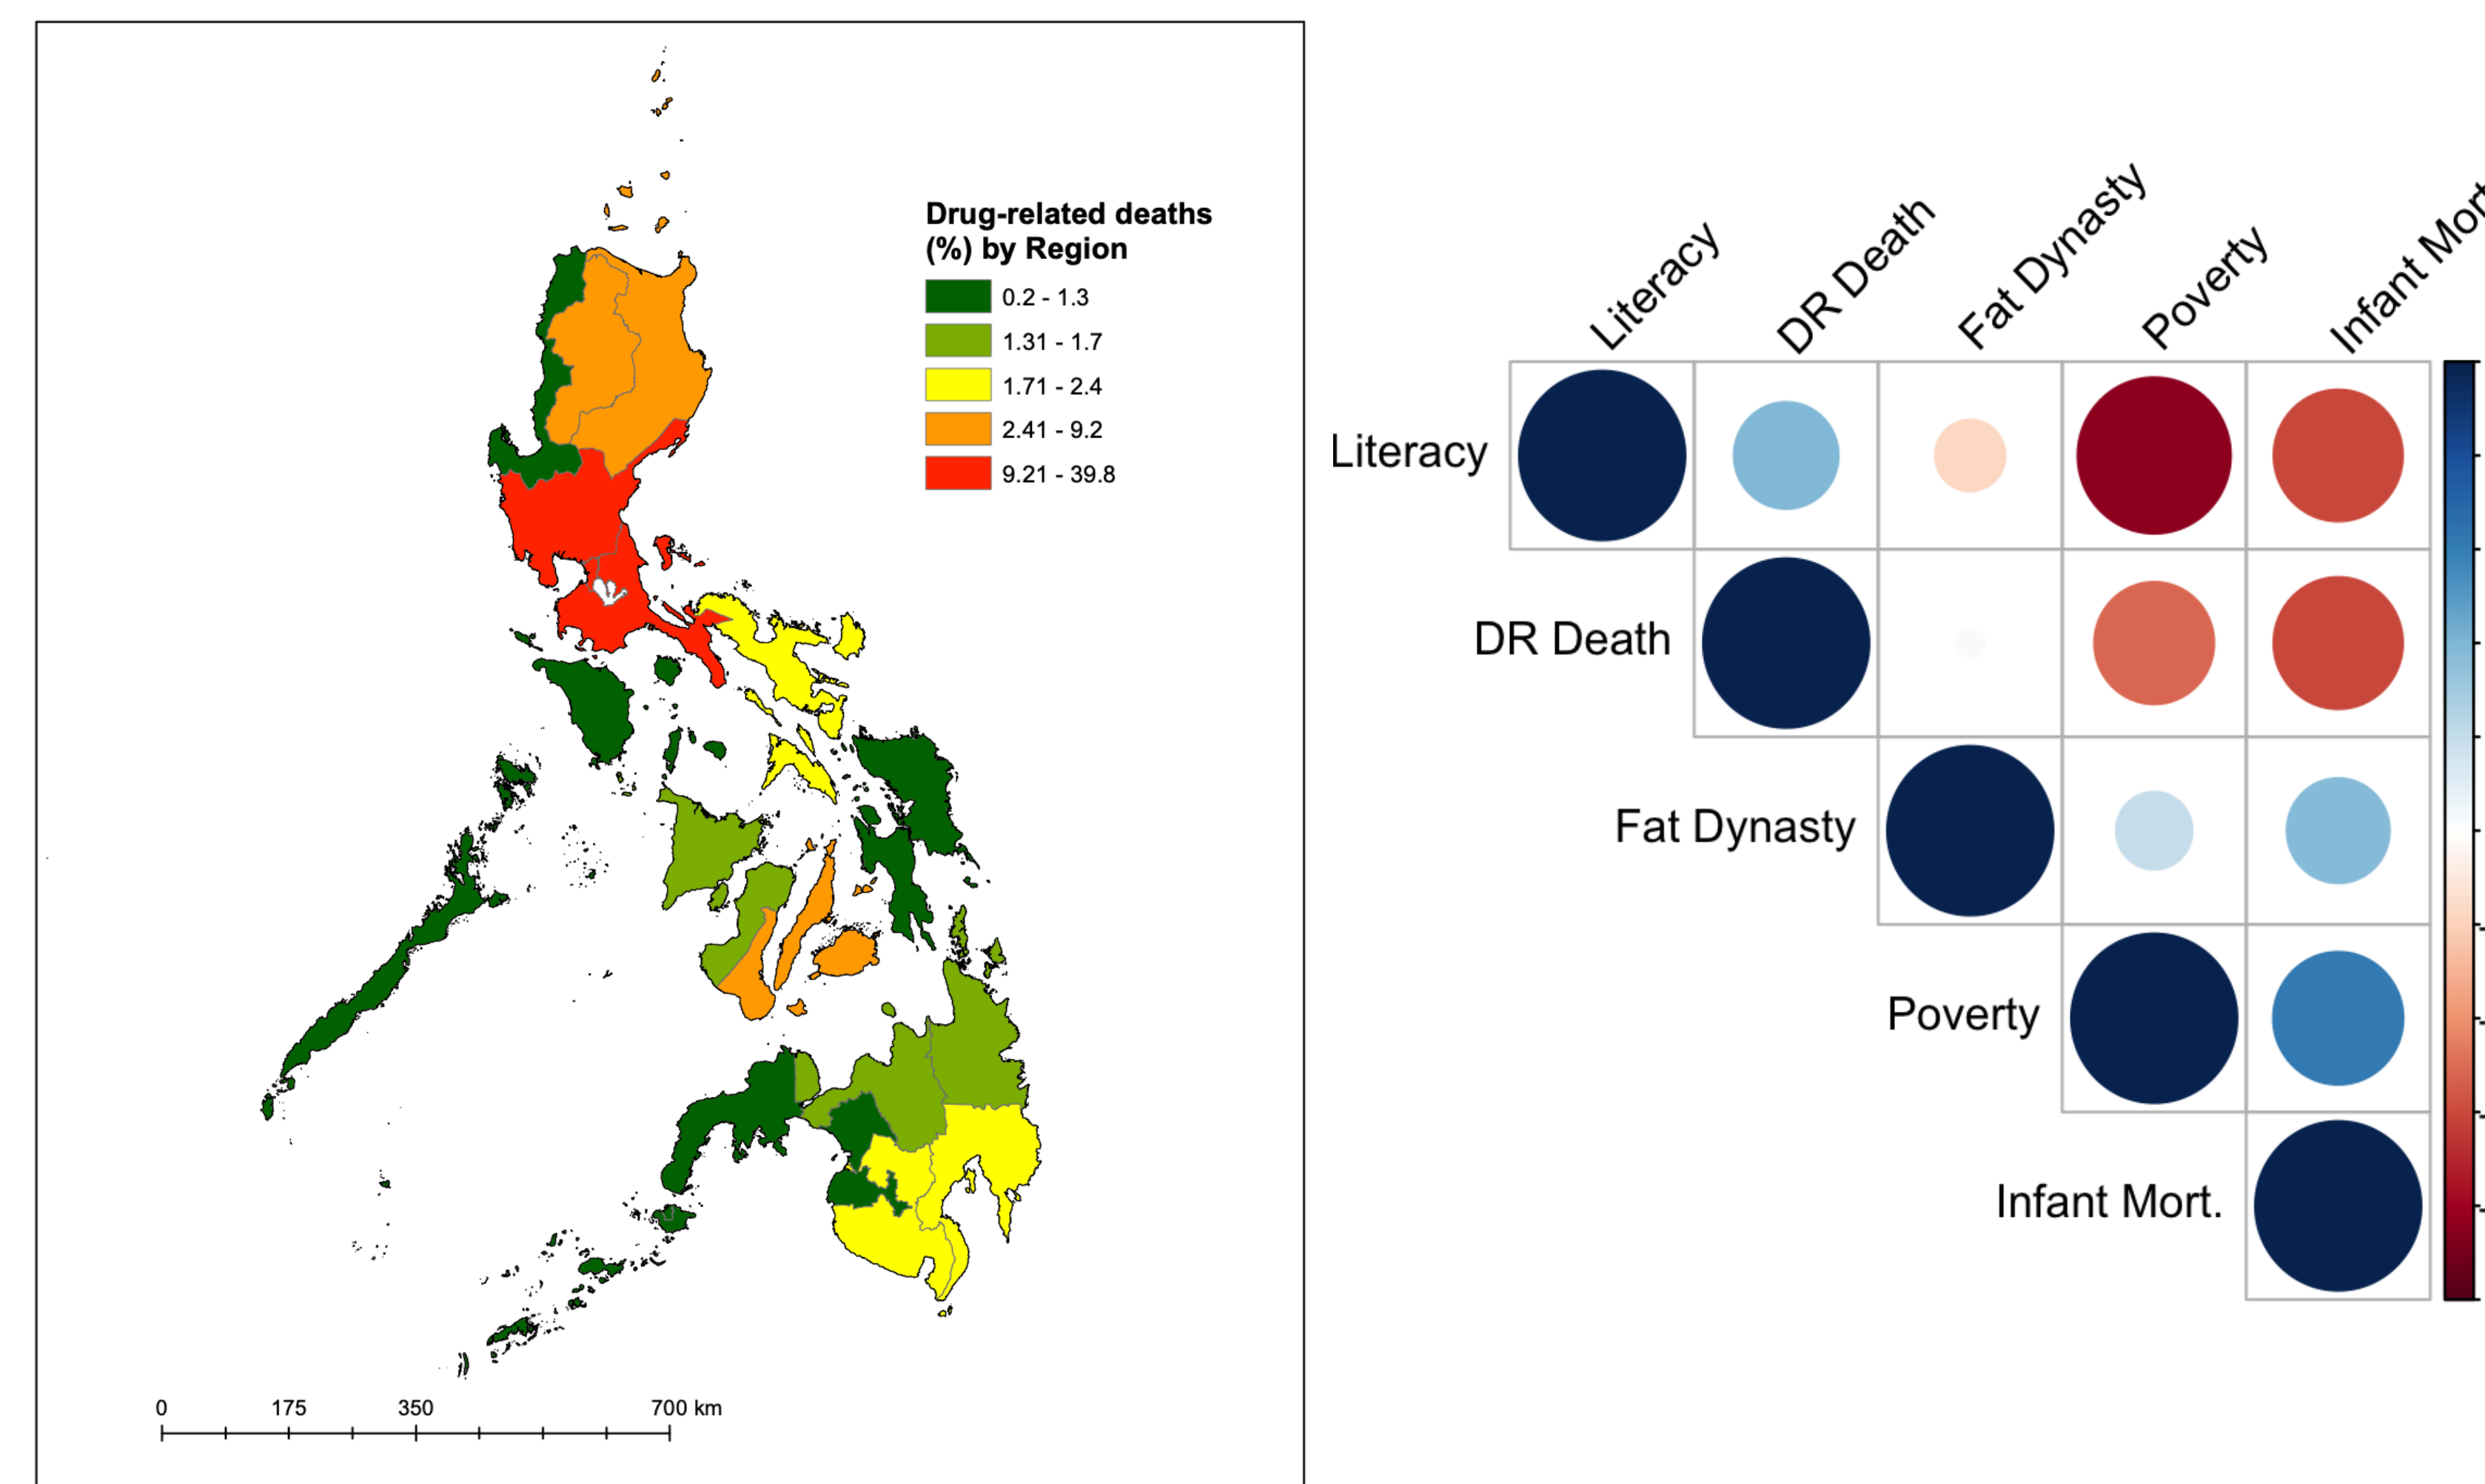 Drug-related deaths
(%) by Region
0.2 - 1.3
1.31 - 1.7
1.71 - 2.4
2.41 - 9.2
9.21 - 39.8
0 175 350 700 km
Literacy
DR Death
Fat Dynasty
Poverty
Infant Mort
Literacy
DR Death
Fat Dynasty
Poverty
Infant Mort.